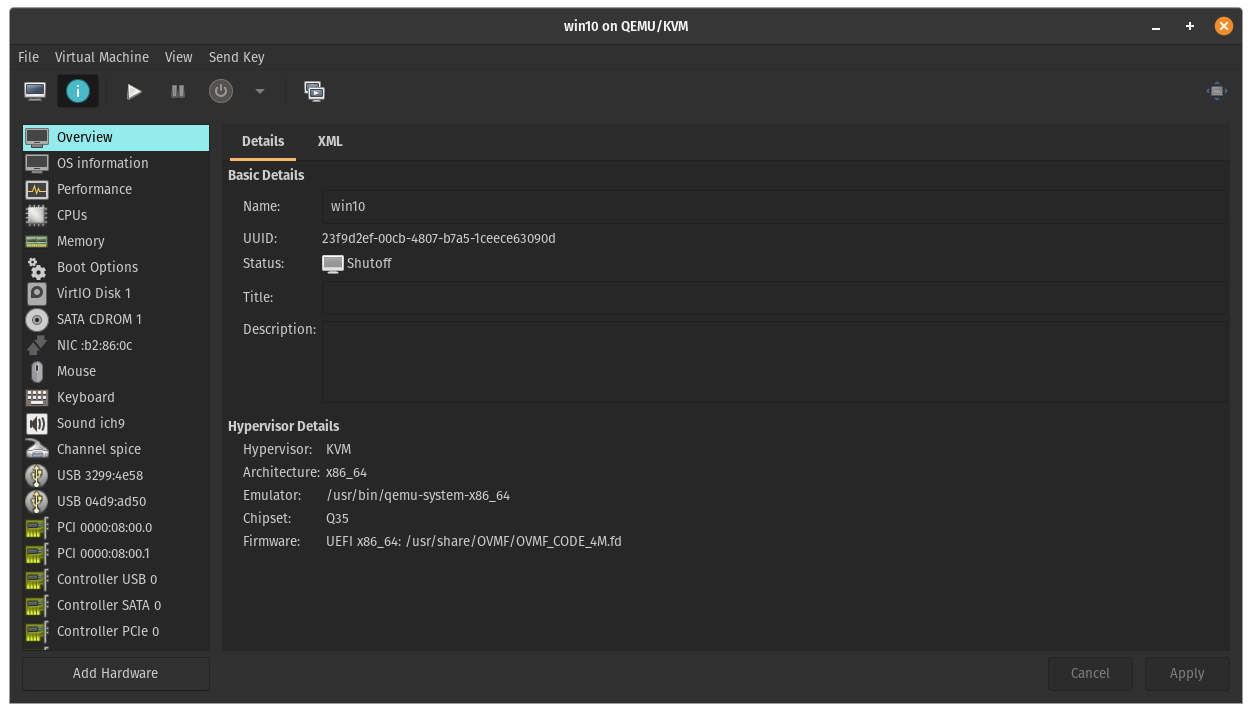 win10 on QEMU/KVM
File Virtual Machine View Send Key
Overview
OS information
Performance
CPUs
Memory
Boot Options
VirtIO Disk 1
SATA CDROM 1
NIC :b2:86:0c
Mouse
Keyboard
Sound ich9
Channel spice
USB 3299:4e58
USB 04d9:ad50
PCI 0000:08:00.0
PCI 0000:08:00.1
Controller USB 0
Controller SATA 0
Controller PCIe 0
Add Hardware
Details XML
Basic Details
Name: win10
UUID: 23f9d2ef-00cb-4807-b7a5-1ceece63090d
Status: Shutoff
Title:
Description:
Hypervisor Details
Hypervisor: KVM
Architecture: x86_64
Emulator: /usr/bin/qemu-system-x86_64
Chipset: Q35
Firmware: UEFI x86_64: /usr/share/OVMF/OVMF_CODE_4M.fd
Cancel Apply